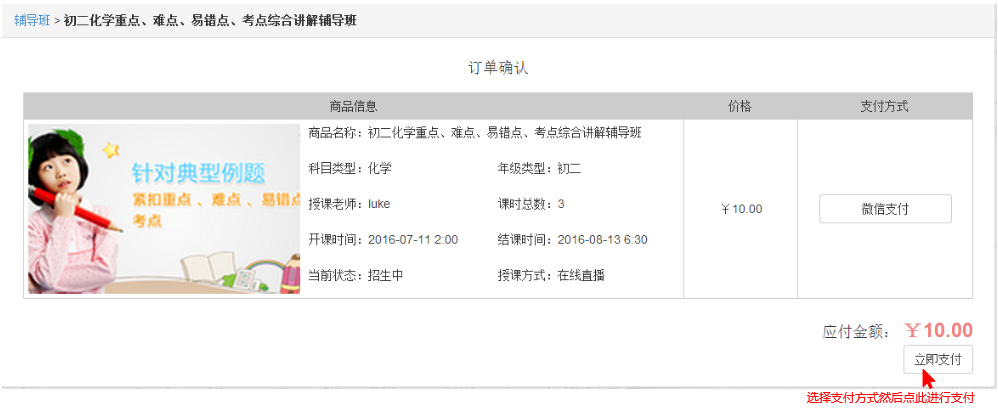 辅导班 > 初二化学重点、难点、易错点、考点综合讲解辅导班
订单确认
商品信息 价格 支付方式
针对典型例题
紧扣重点 、难点 、易错点
考点
商品名称：初二化学重点、难点、易错点、考点综合讲解辅导班
科目类型：化学 年级类型：初二
授课老师：luke 课时总数：3
开课时间：2016-07-11 2:00 结课时间：2016-08-13 6:30
当前状态：招生中 授课方式：在线直播
￥10.00
微信支付
应付金额： ￥10.00
立即支付
选择支付方式然后点此进行支付